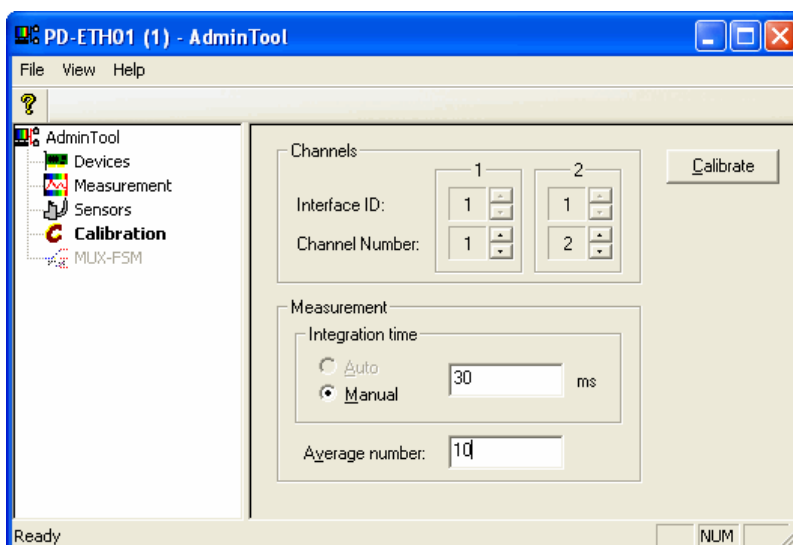 PD-ETH01 (1) - AdminTool
File View Help
AdminTool
Devices
Measurement
Sensors
Calibration
MUX-FSM
Channels
1 2
Interface ID: 1 1
Channel Number: 1 2
Calibrate
Measurement
Integration time
Auto
Manual
30 ms
Average number: 10
Ready NUM